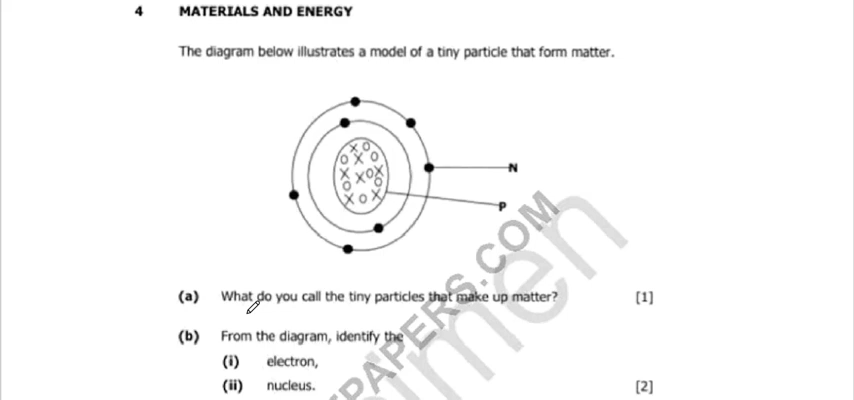 4 MATERIALS AND ENERGY
The diagram below illustrates a model of a tiny particle that form matter.
N
P
(a) What do you call the tiny particles that make up matter? [1]
(b) From the diagram, identify the
(i) electron,
(ii) nucleus. [2]
PAPERS.COM
imen